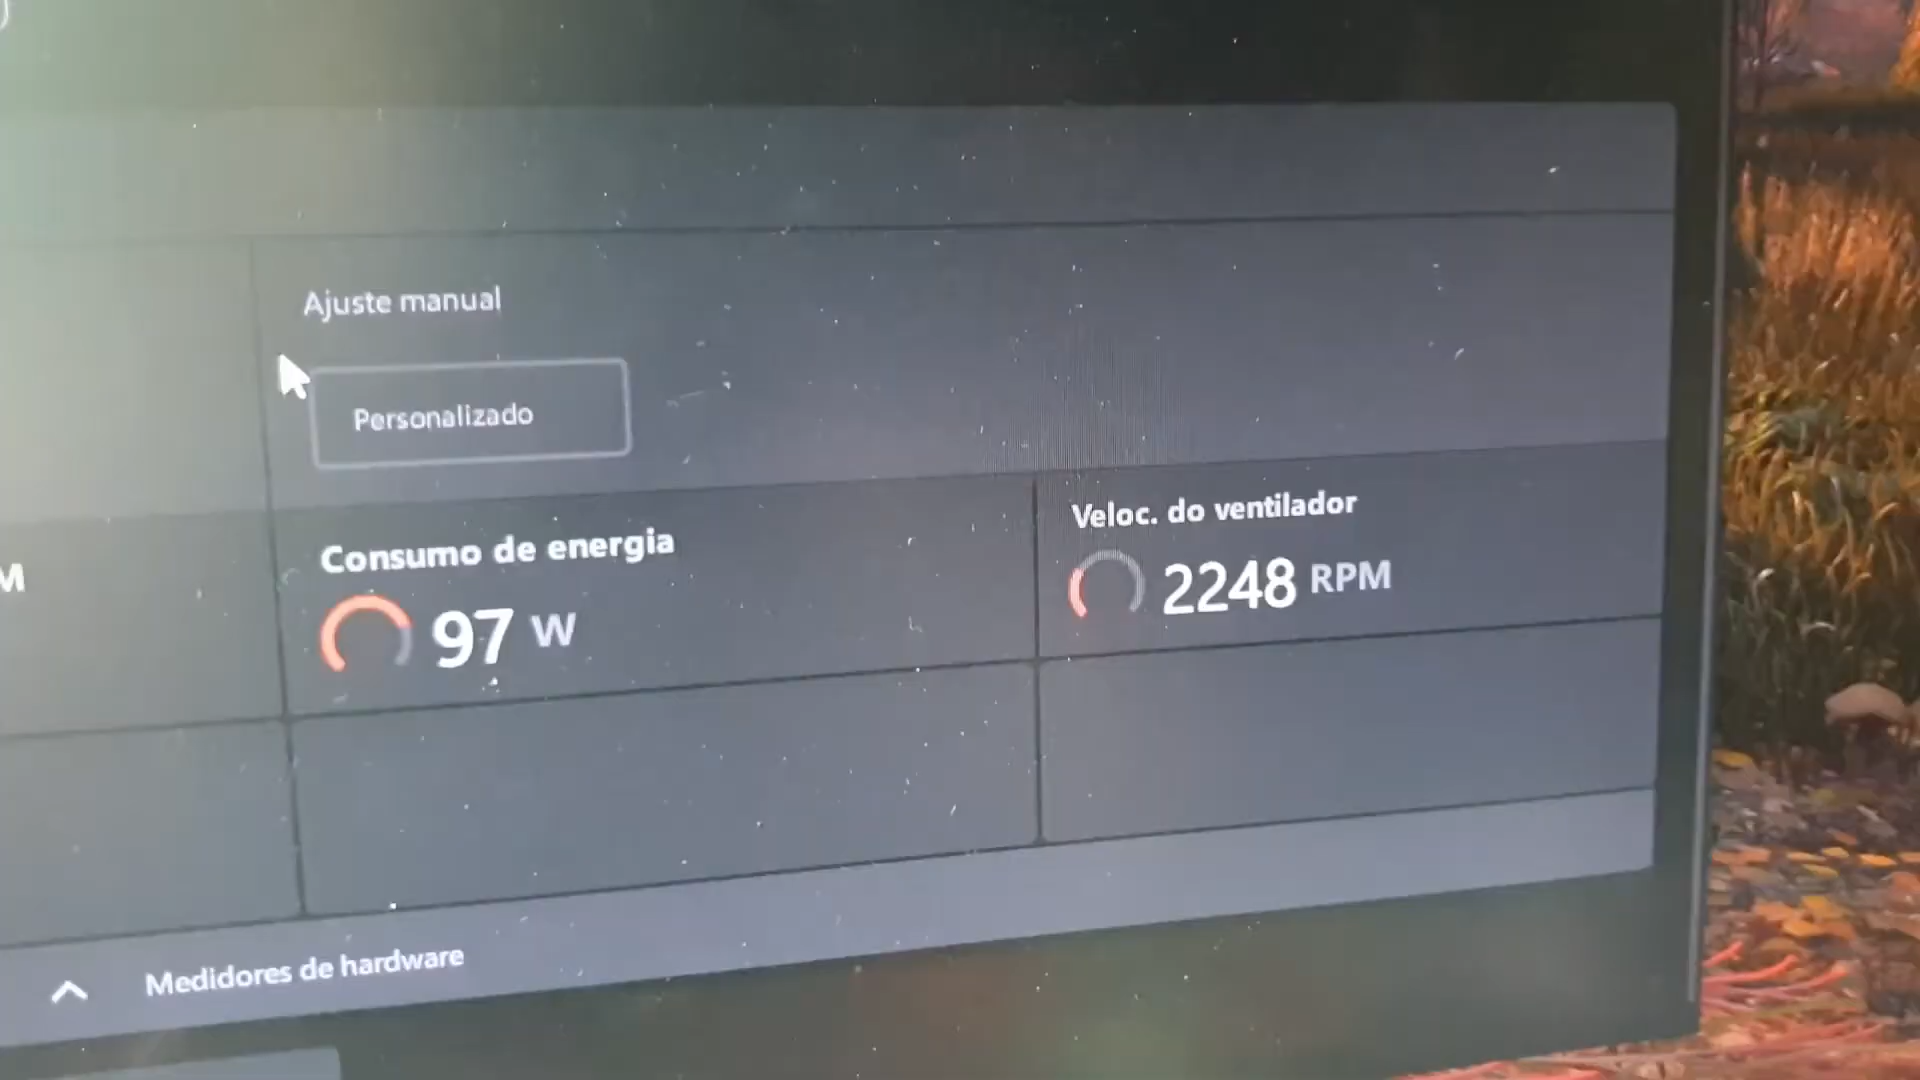 Ajuste manual
Personalizado
Consumo de energia
97 W
Veloc. do ventilador
2248 RPM
M
Medidores de hardware